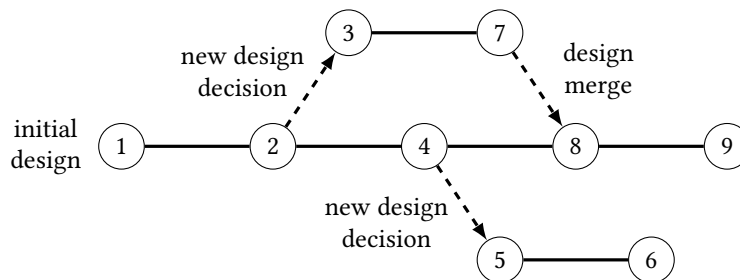 3
7
new design
decision
design
merge
initial
design
1
2
4
8
9
new design
decision
5
6